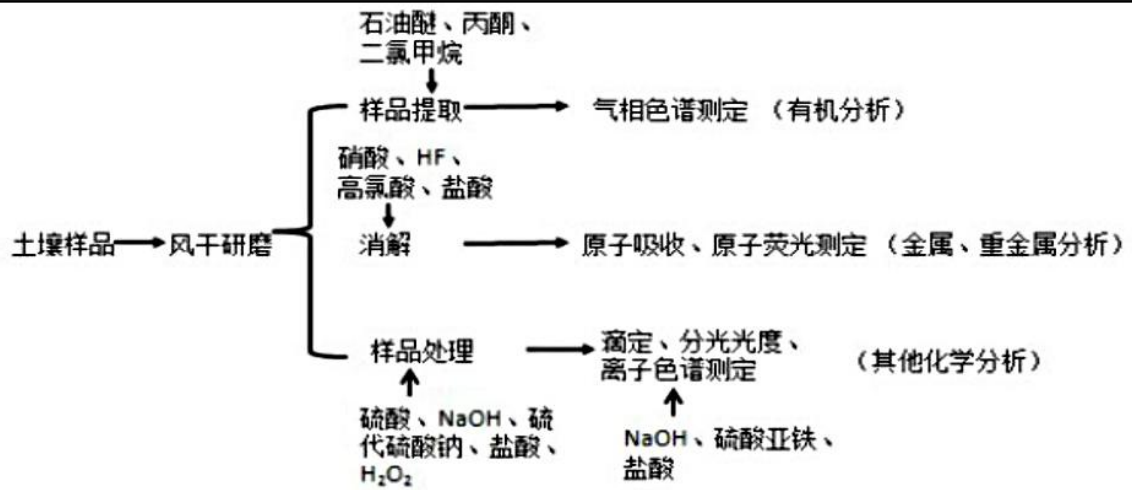 石油醚、丙酮、
二氯甲烷
样品提取
气相色谱测定 (有机分析)
硝酸、HF、
高氯酸、盐酸
土壤样品
风干研磨
消解
原子吸收、原子荧光测定 (金属、重金属分析)
样品处理
滴定、分光光度、
离子色谱测定
(其他化学分析)
硫酸、NaOH、硫
代硫酸钠、盐酸、
H₂O₂
NaOH、硫酸亚铁、
盐酸